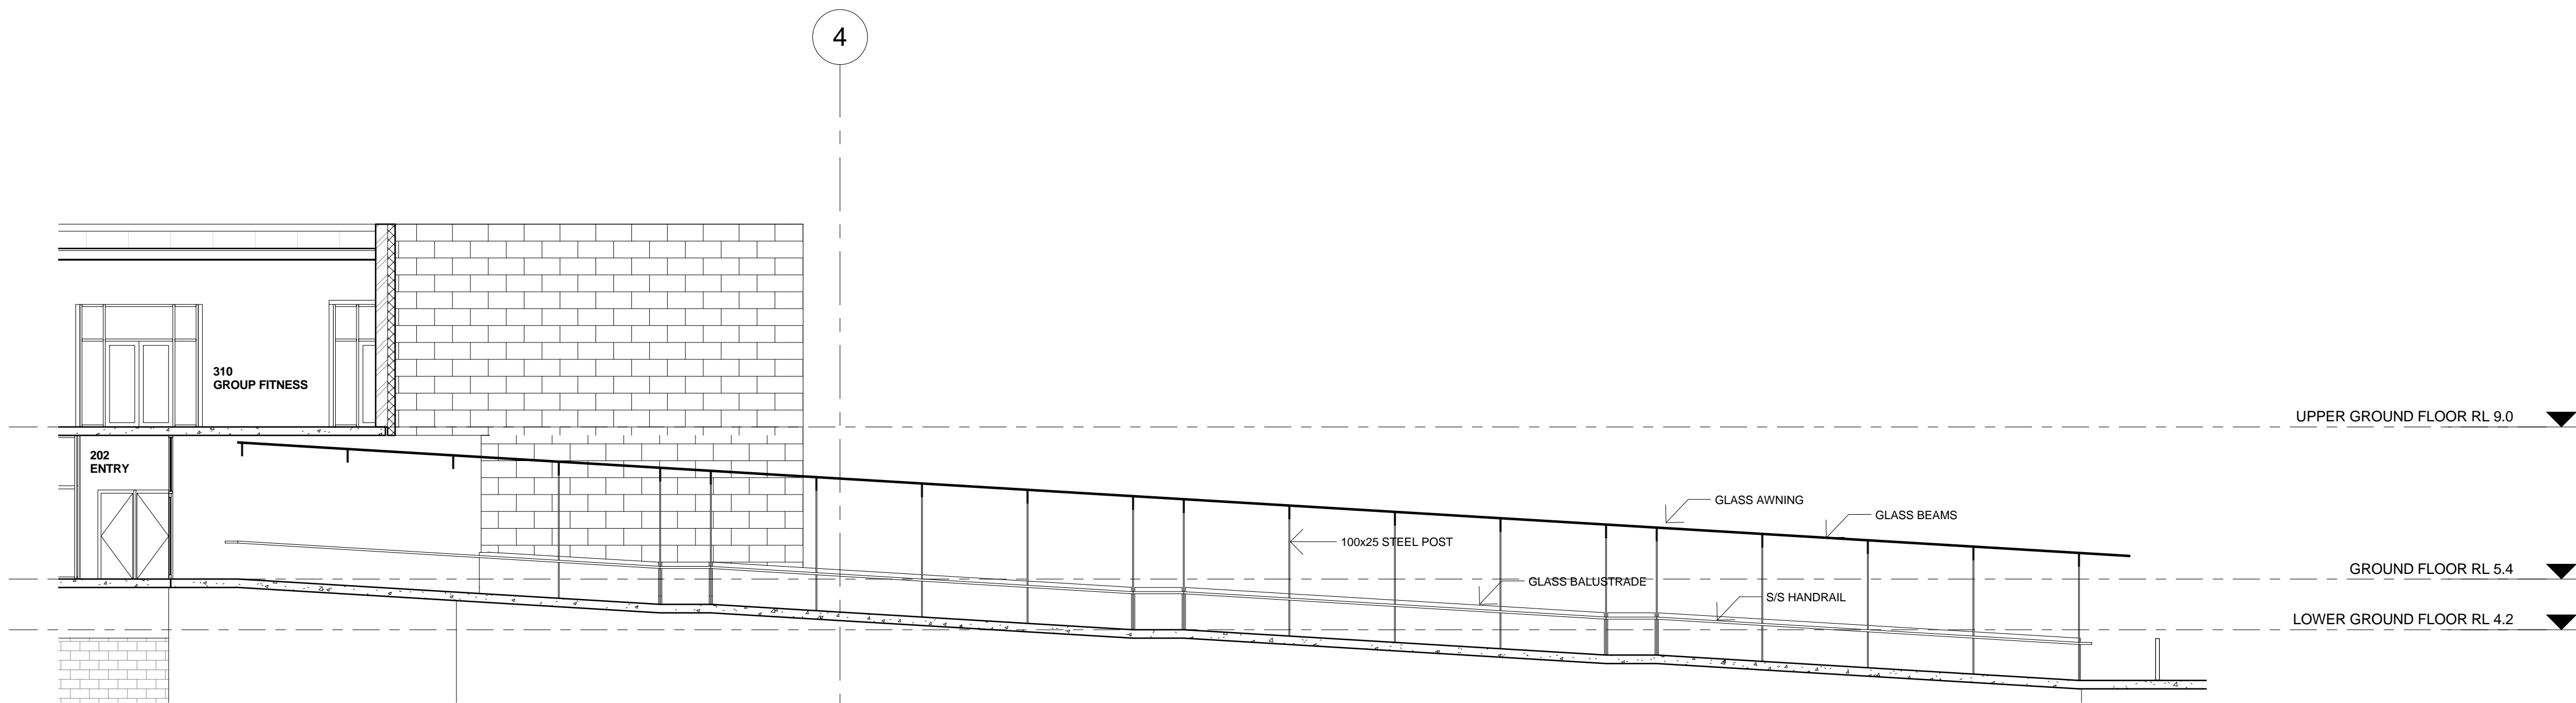 4
310
GROUP FITNESS
UPPER GROUND FLOOR RL 9.0
202
ENTRY
GLASS AWNING
GLASS BEAMS
100x25 STEEL POST
GROUND FLOOR RL 5.4
GLASS BALUSTRADE
S/S HANDRAIL
LOWER GROUND FLOOR RL 4.2